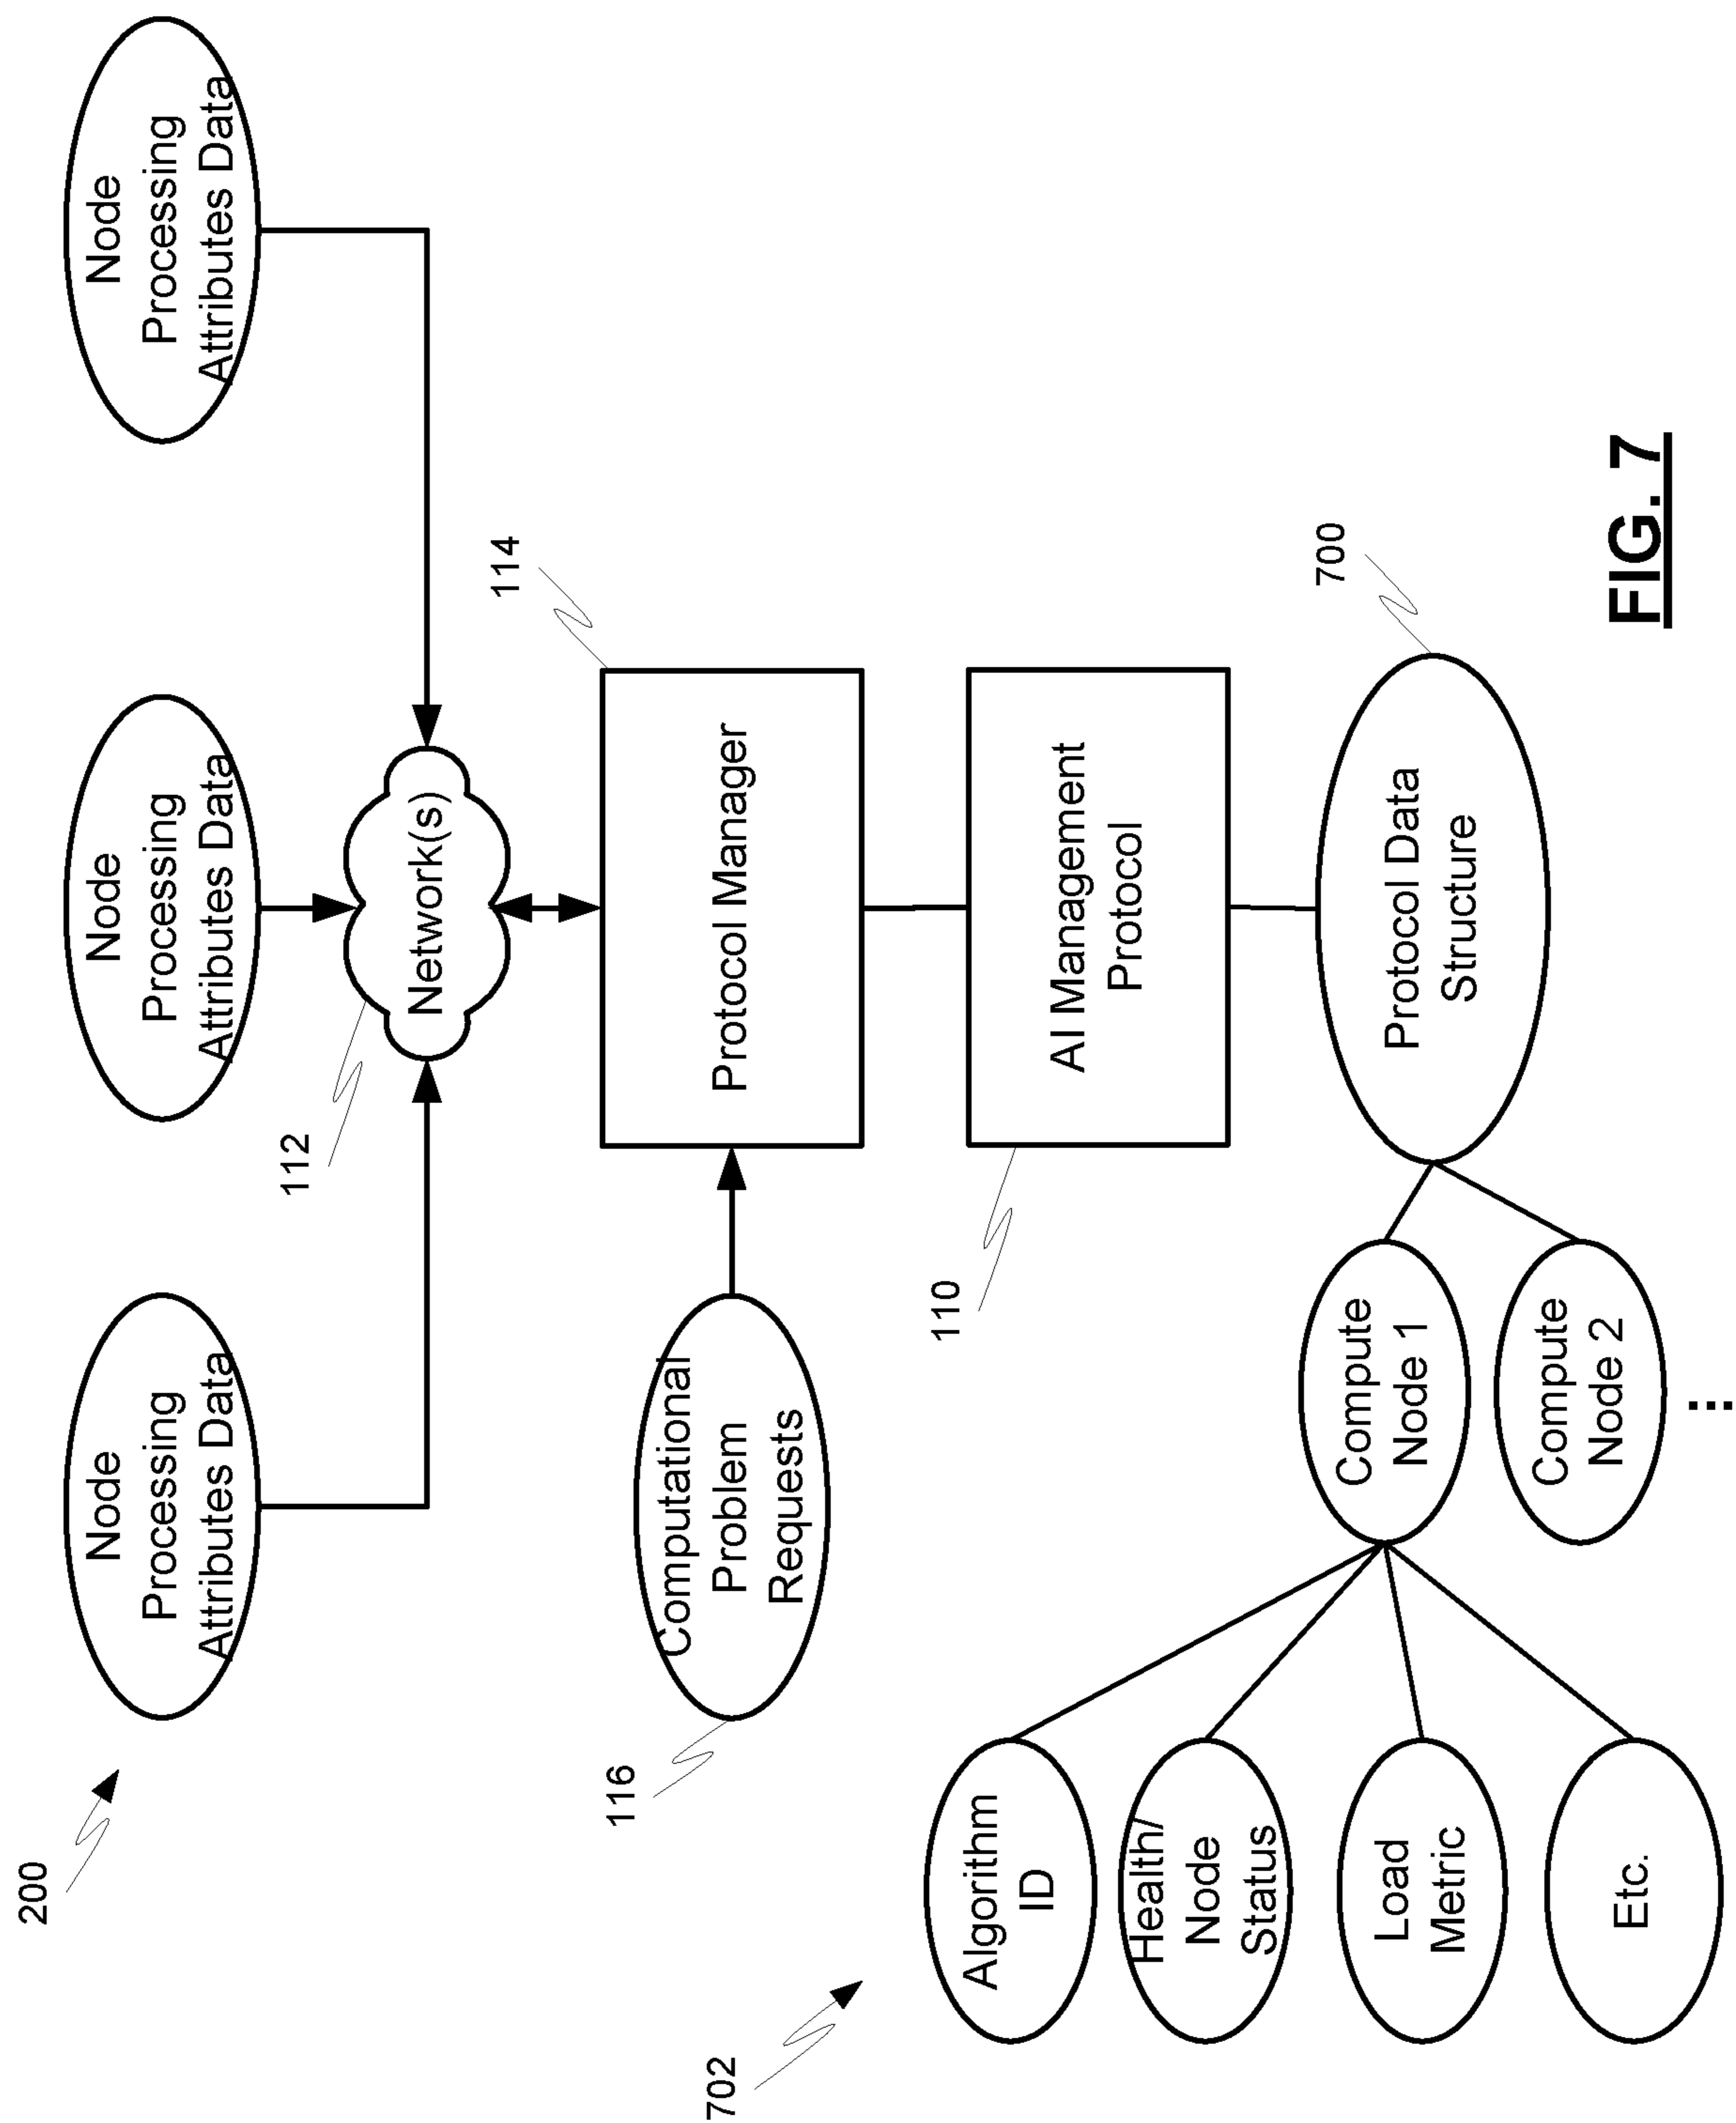 200
Node
Processing
Attributes Data
Node
Processing
Attributes Data
Node
Processing
Attributes Data
112
Network(s)
114
116
Computational
Problem
Requests
Protocol Manager
702
110
AI Management
Protocol
Algorithm
ID
Health/
Node
Status
Load
Metric
Etc.
Compute
Node 1
Compute
Node 2
⋮
700
Protocol Data
Structure
FIG. 7